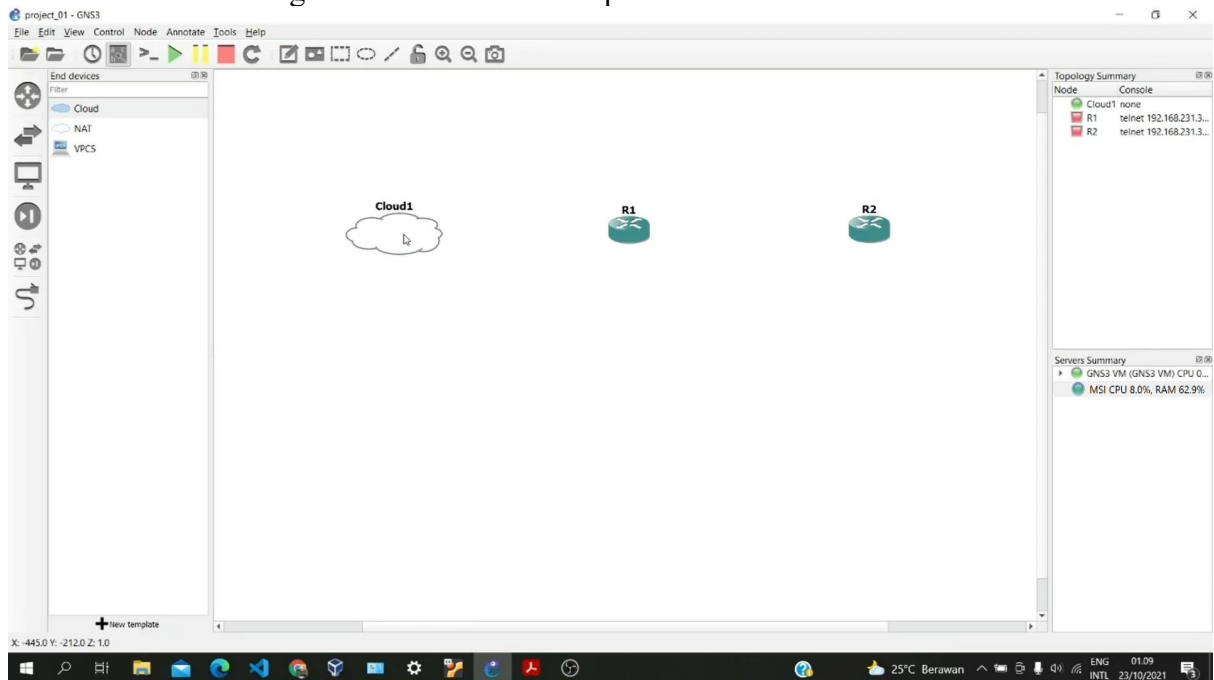 project_01 - GNS3
File Edit View Control Node Annotate Tools Help
End devices
Filter
Cloud
NAT
VPCS
New template
Cloud1
R1
R2
Topology Summary
Node Console
Cloud1 none
R1 telnet 192.168.231.3...
R2 telnet 192.168.231.3...
Servers Summary
GNS3 VM (GNS3 VM) CPU 0...
MSI CPU 8.0%, RAM 62.9%
X: -445.0 Y: -212.0 Z: 1.0
25°C Berawan
ENG
INTL
01.09
23/10/2021